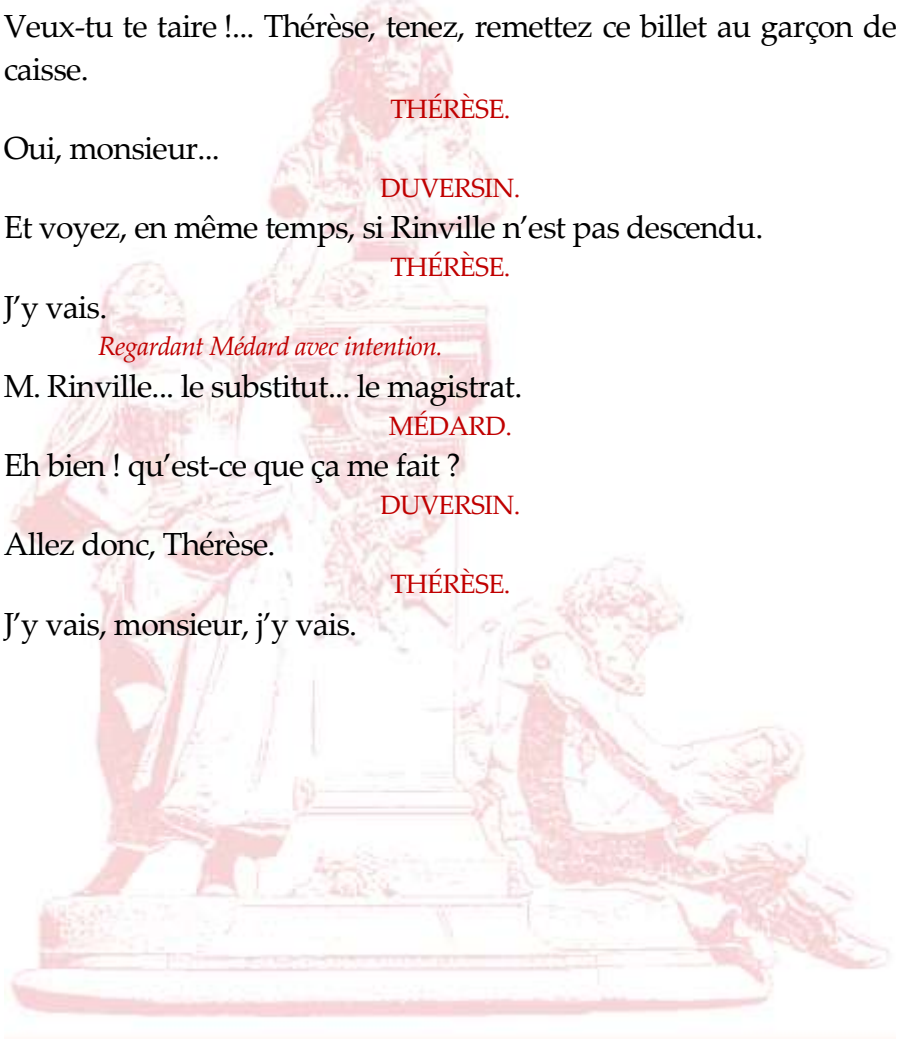 Veux-tu te taire !... Thérèse, tenez, remettez ce billet au garçon de
caisse.
THÉRÈSE.
Oui, monsieur...
DUVERSIN.
Et voyez, en même temps, si Rinville n’est pas descendu.
THÉRÈSE.
J’y vais.
Regardant Médard avec intention.
M. Rinville... le substitut... le magistrat.
MÉDARD.
Eh bien ! qu’est-ce que ça me fait ?
DUVERSIN.
Allez donc, Thérèse.
THÉRÈSE.
J’y vais, monsieur, j’y vais.